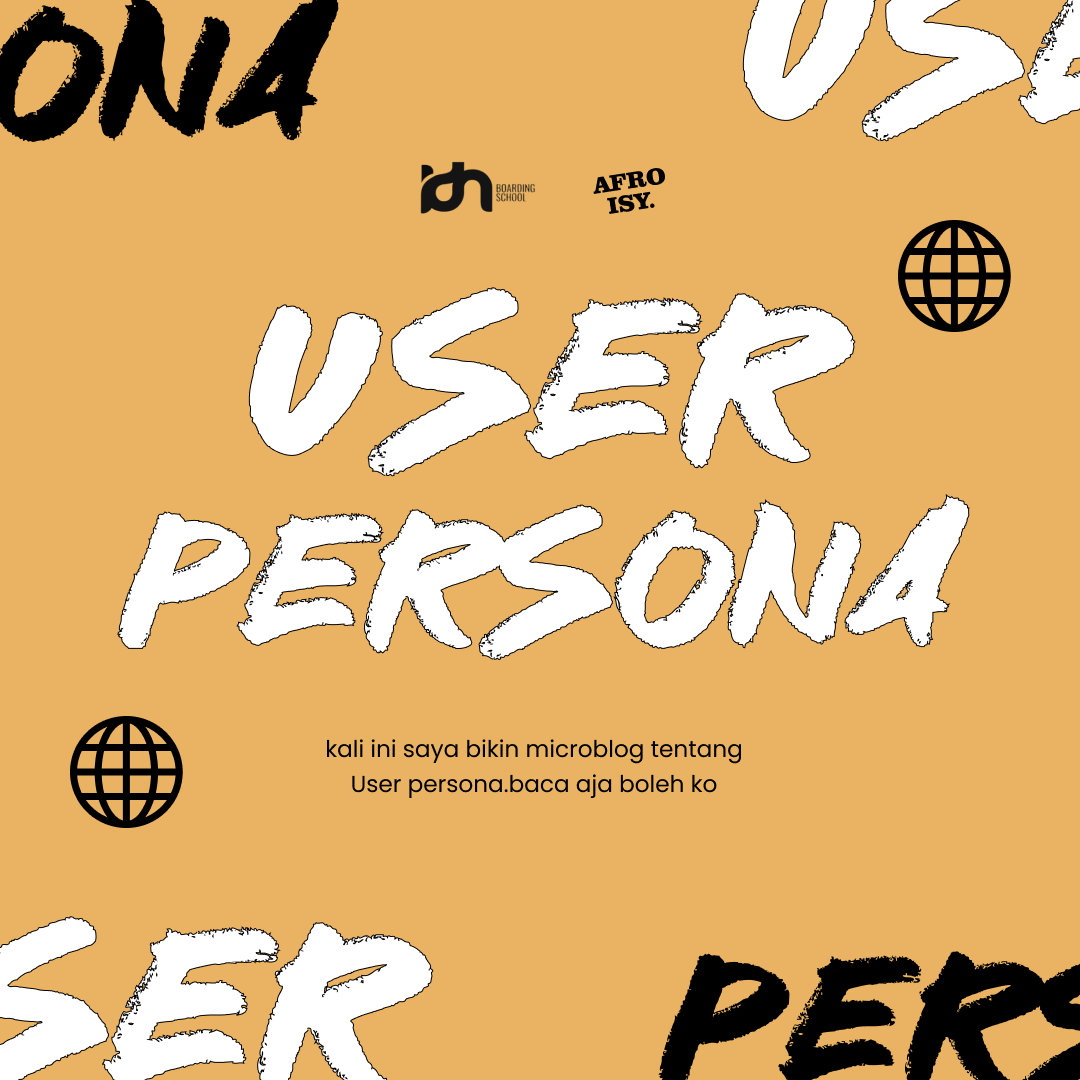 ONA
USE
idn
BOARDING
SCHOOL
AFRO
ISY.
USER
PERSONA
kali ini saya bikin microblog tentang
User persona.baca aja boleh ko
SER
PERS